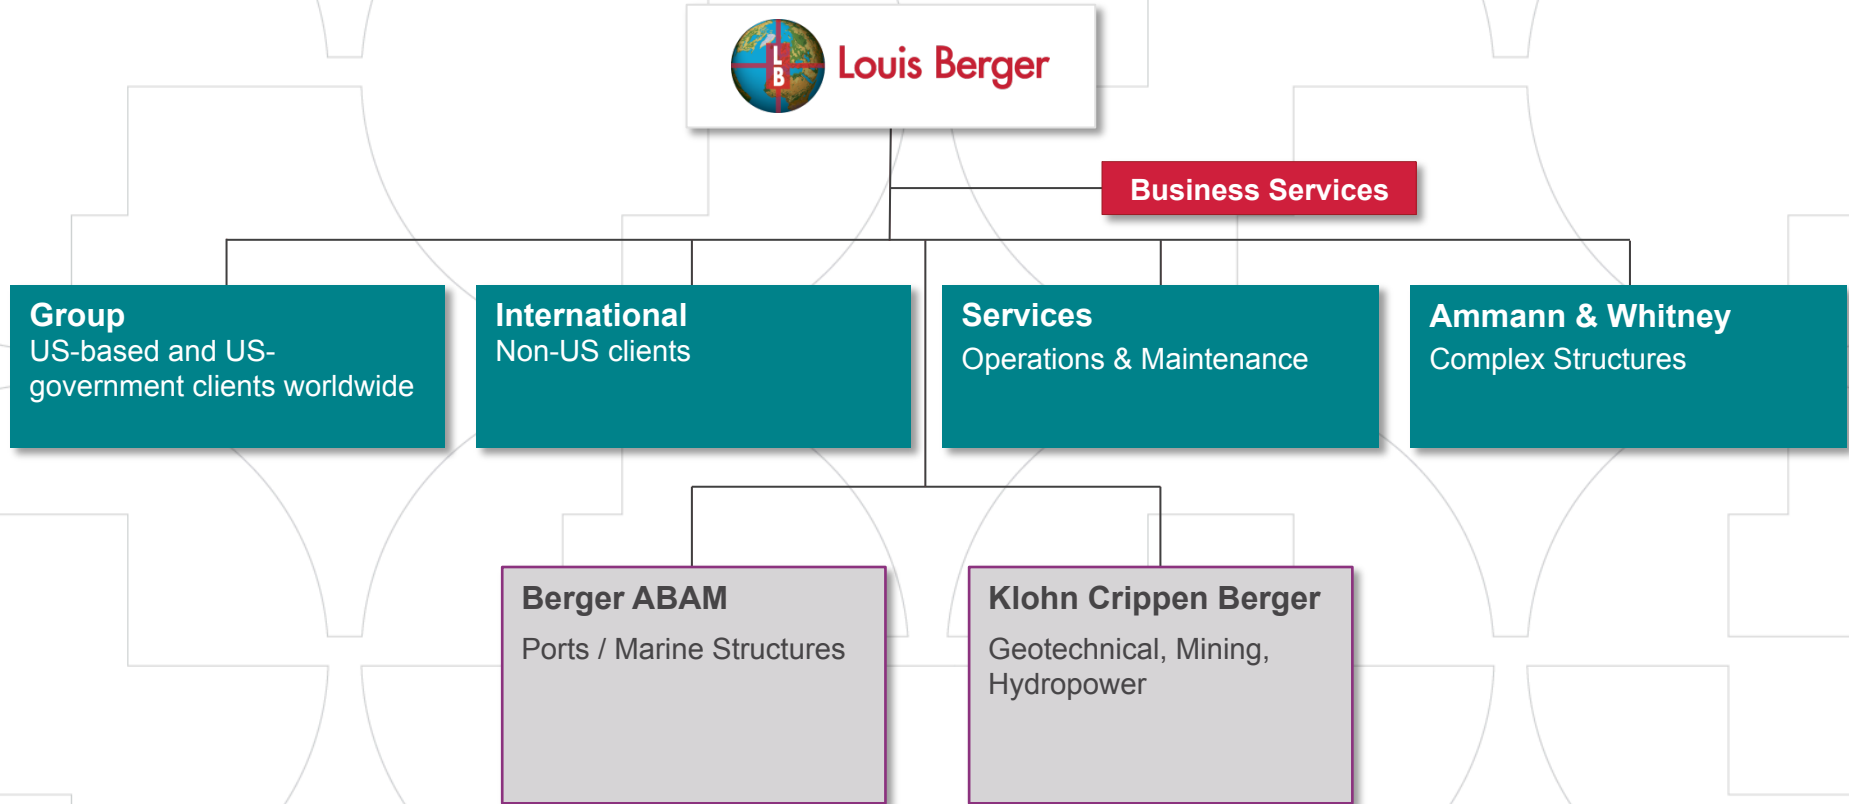 L
B
Louis Berger
Business Services
Group
US-based and US-
government clients worldwide
International
Non-US clients
Services
Operations & Maintenance
Ammann & Whitney
Complex Structures
Berger ABAM
Ports / Marine Structures
Klohn Crippen Berger
Geotechnical, Mining,
Hydropower